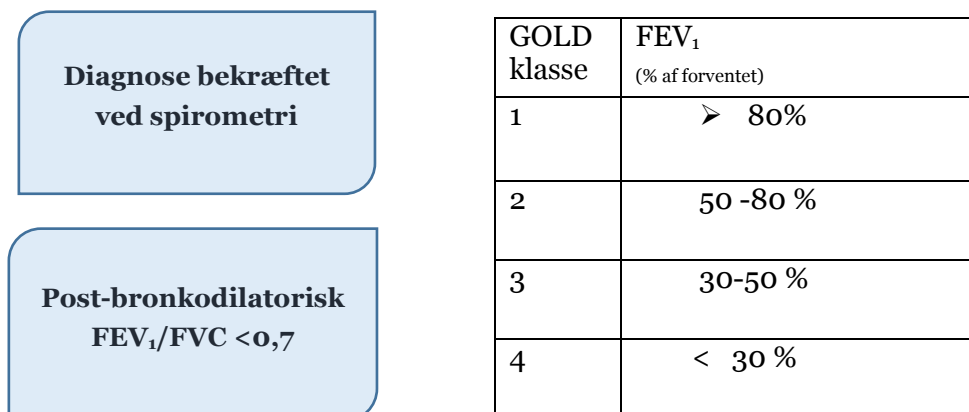 Diagnose bekræftet
ved spirometri
Post-bronkodilatorisk
FEV₁/FVC <0,7
GOLD klasse FEV₁ (% af forventet)
1 ➢ 80%
2 50 -80 %
3 30-50 %
4 < 30 %